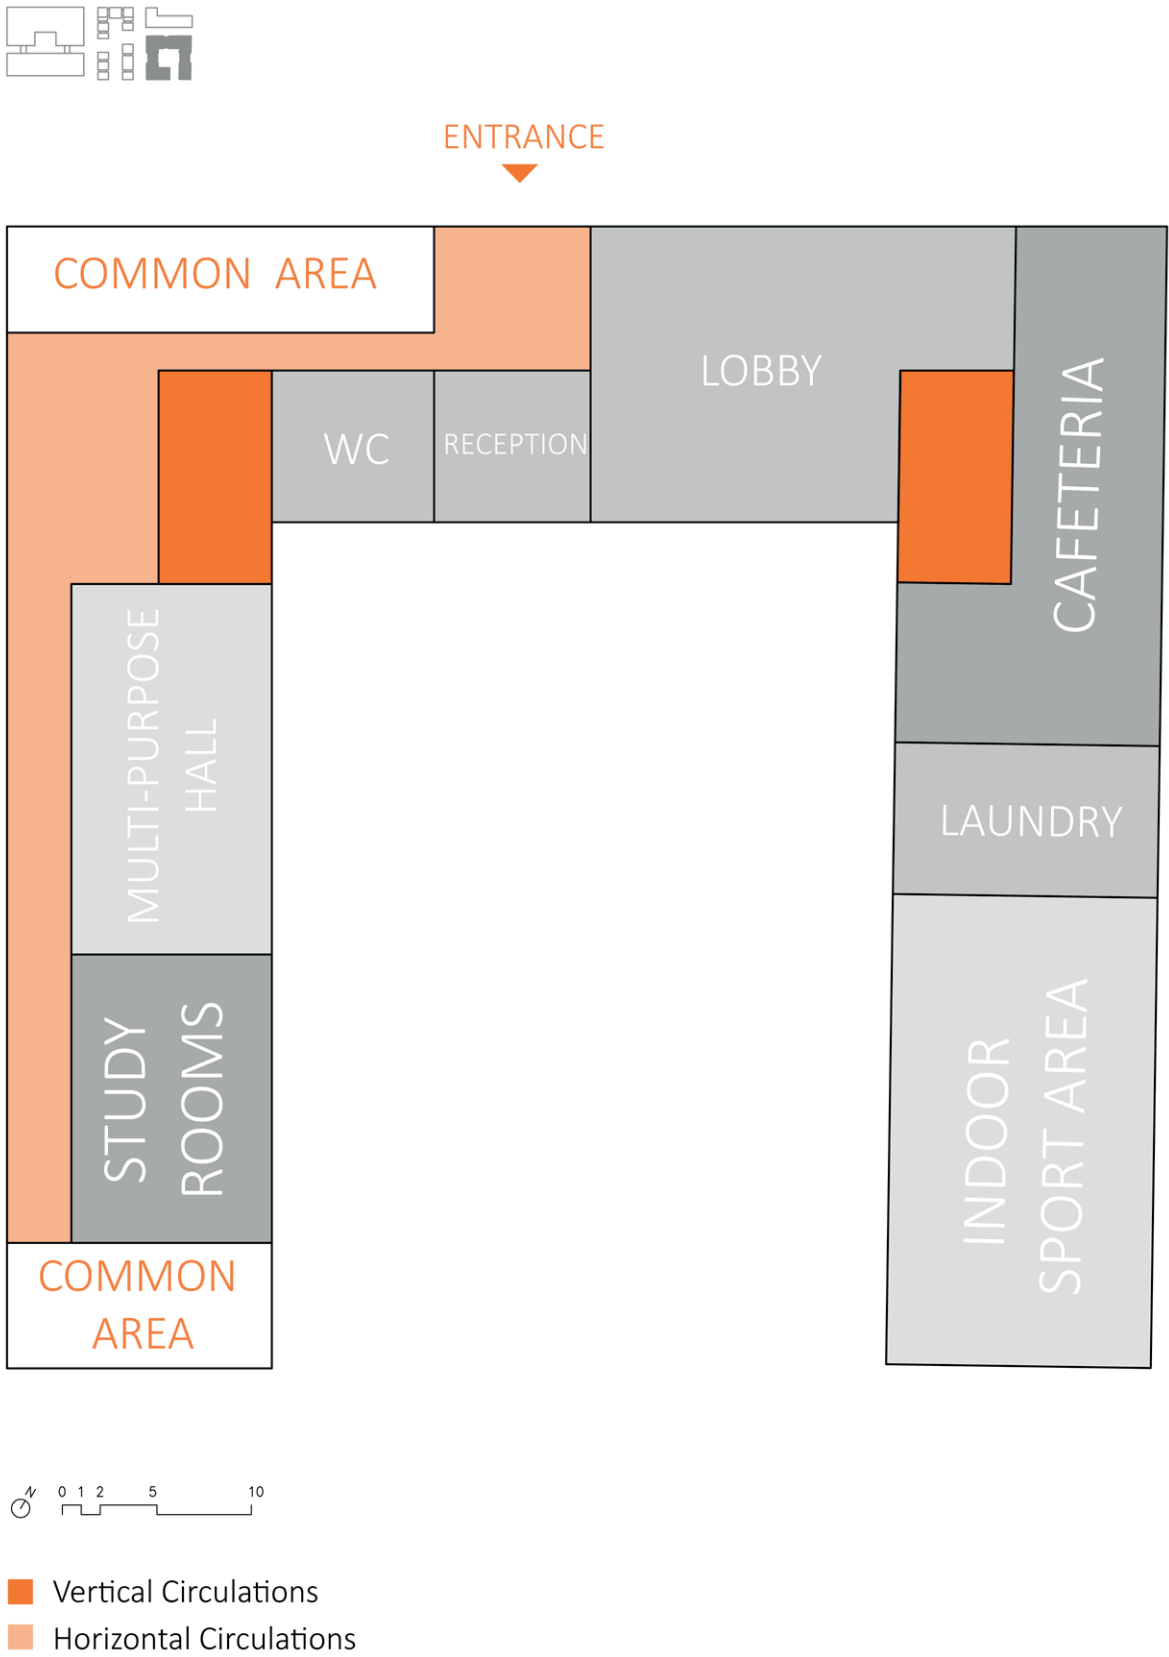 ENTRANCE
COMMON AREA
LOBBY
CAFETERIA
WC
RECEPTION
MULTI-PURPOSE
HALL
LAUNDRY
STUDY
ROOMS
INDOOR
SPORT AREA
COMMON
AREA
N 0 1 2 5 10
Vertical Circulations
Horizontal Circulations